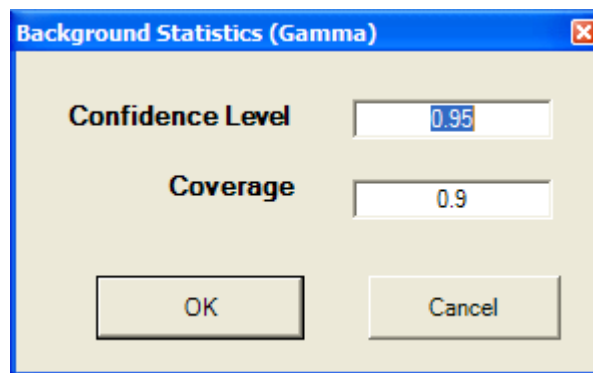 Background Statistics (Gamma)
Confidence Level 0.95
Coverage 0.9
OK Cancel